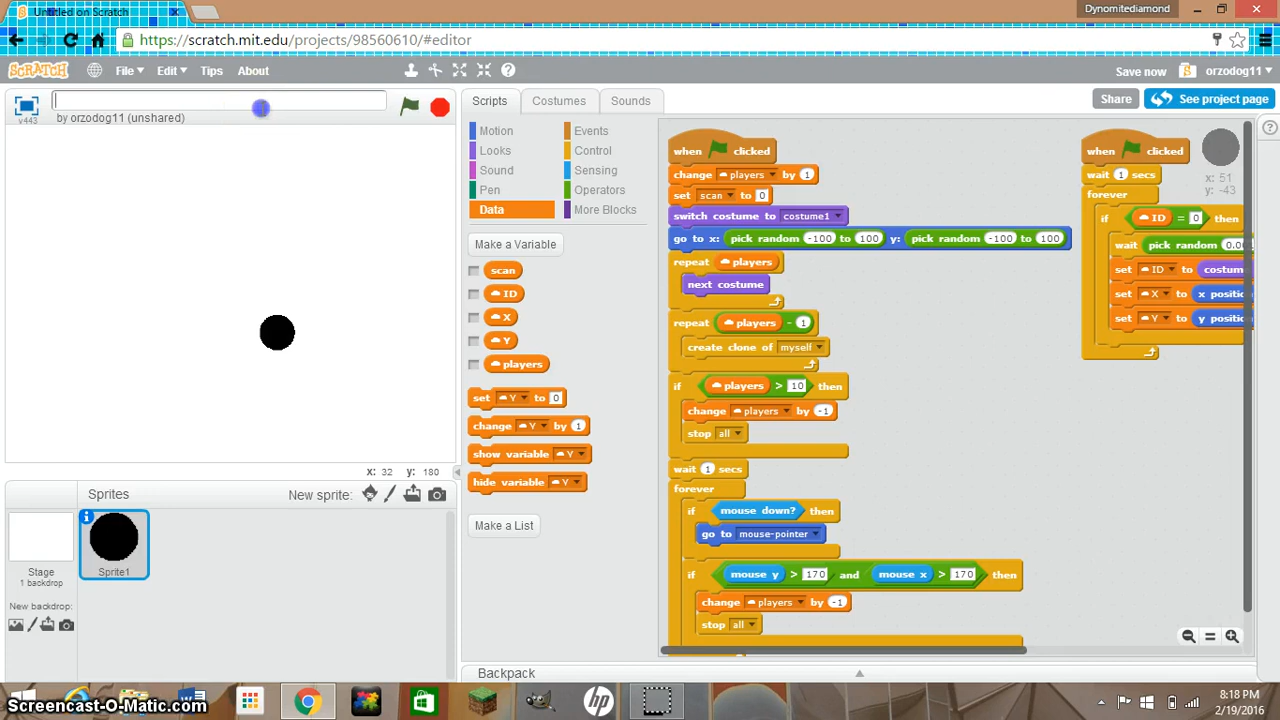 Untitled on Scratch
Dynomitediamond
https://scratch.mit.edu/projects/98560610/#editor
SCRATCH File Edit Tips About Save now orzodog11
v443
by orzodog11 (unshared)
Scripts Costumes Sounds
Share See project page
Motion Events
Looks Control
Sound Sensing
Pen Operators
Data More Blocks
Make a Variable
scan
ID
X
Y
players
set Y to 0
change Y by 1
show variable Y
hide variable Y
Make a List
when clicked
change players by 1
set scan to 0
switch costume to costume1
go to x: pick random -100 to 100 y: pick random -100 to 100
repeat players
next costume
repeat players - 1
create clone of myself
if players > 10 then
change players by -1
stop all
wait 1 secs
forever
if mouse down? then
go to mouse-pointer
if mouse y > 170 and mouse x > 170 then
change players by -1
stop all
when clicked
wait 1 secs
forever
if ID = 0 then
wait pick random 0.00
set ID to costum
set X to x positio
set Y to y positio
x: 51
y: -43
x: 32 y: 180
Sprites New sprite:
Stage
1 backdrop
New backdrop:
Sprite1
Backpack
Screencast-O-Matic.com
8:18 PM
2/19/2016